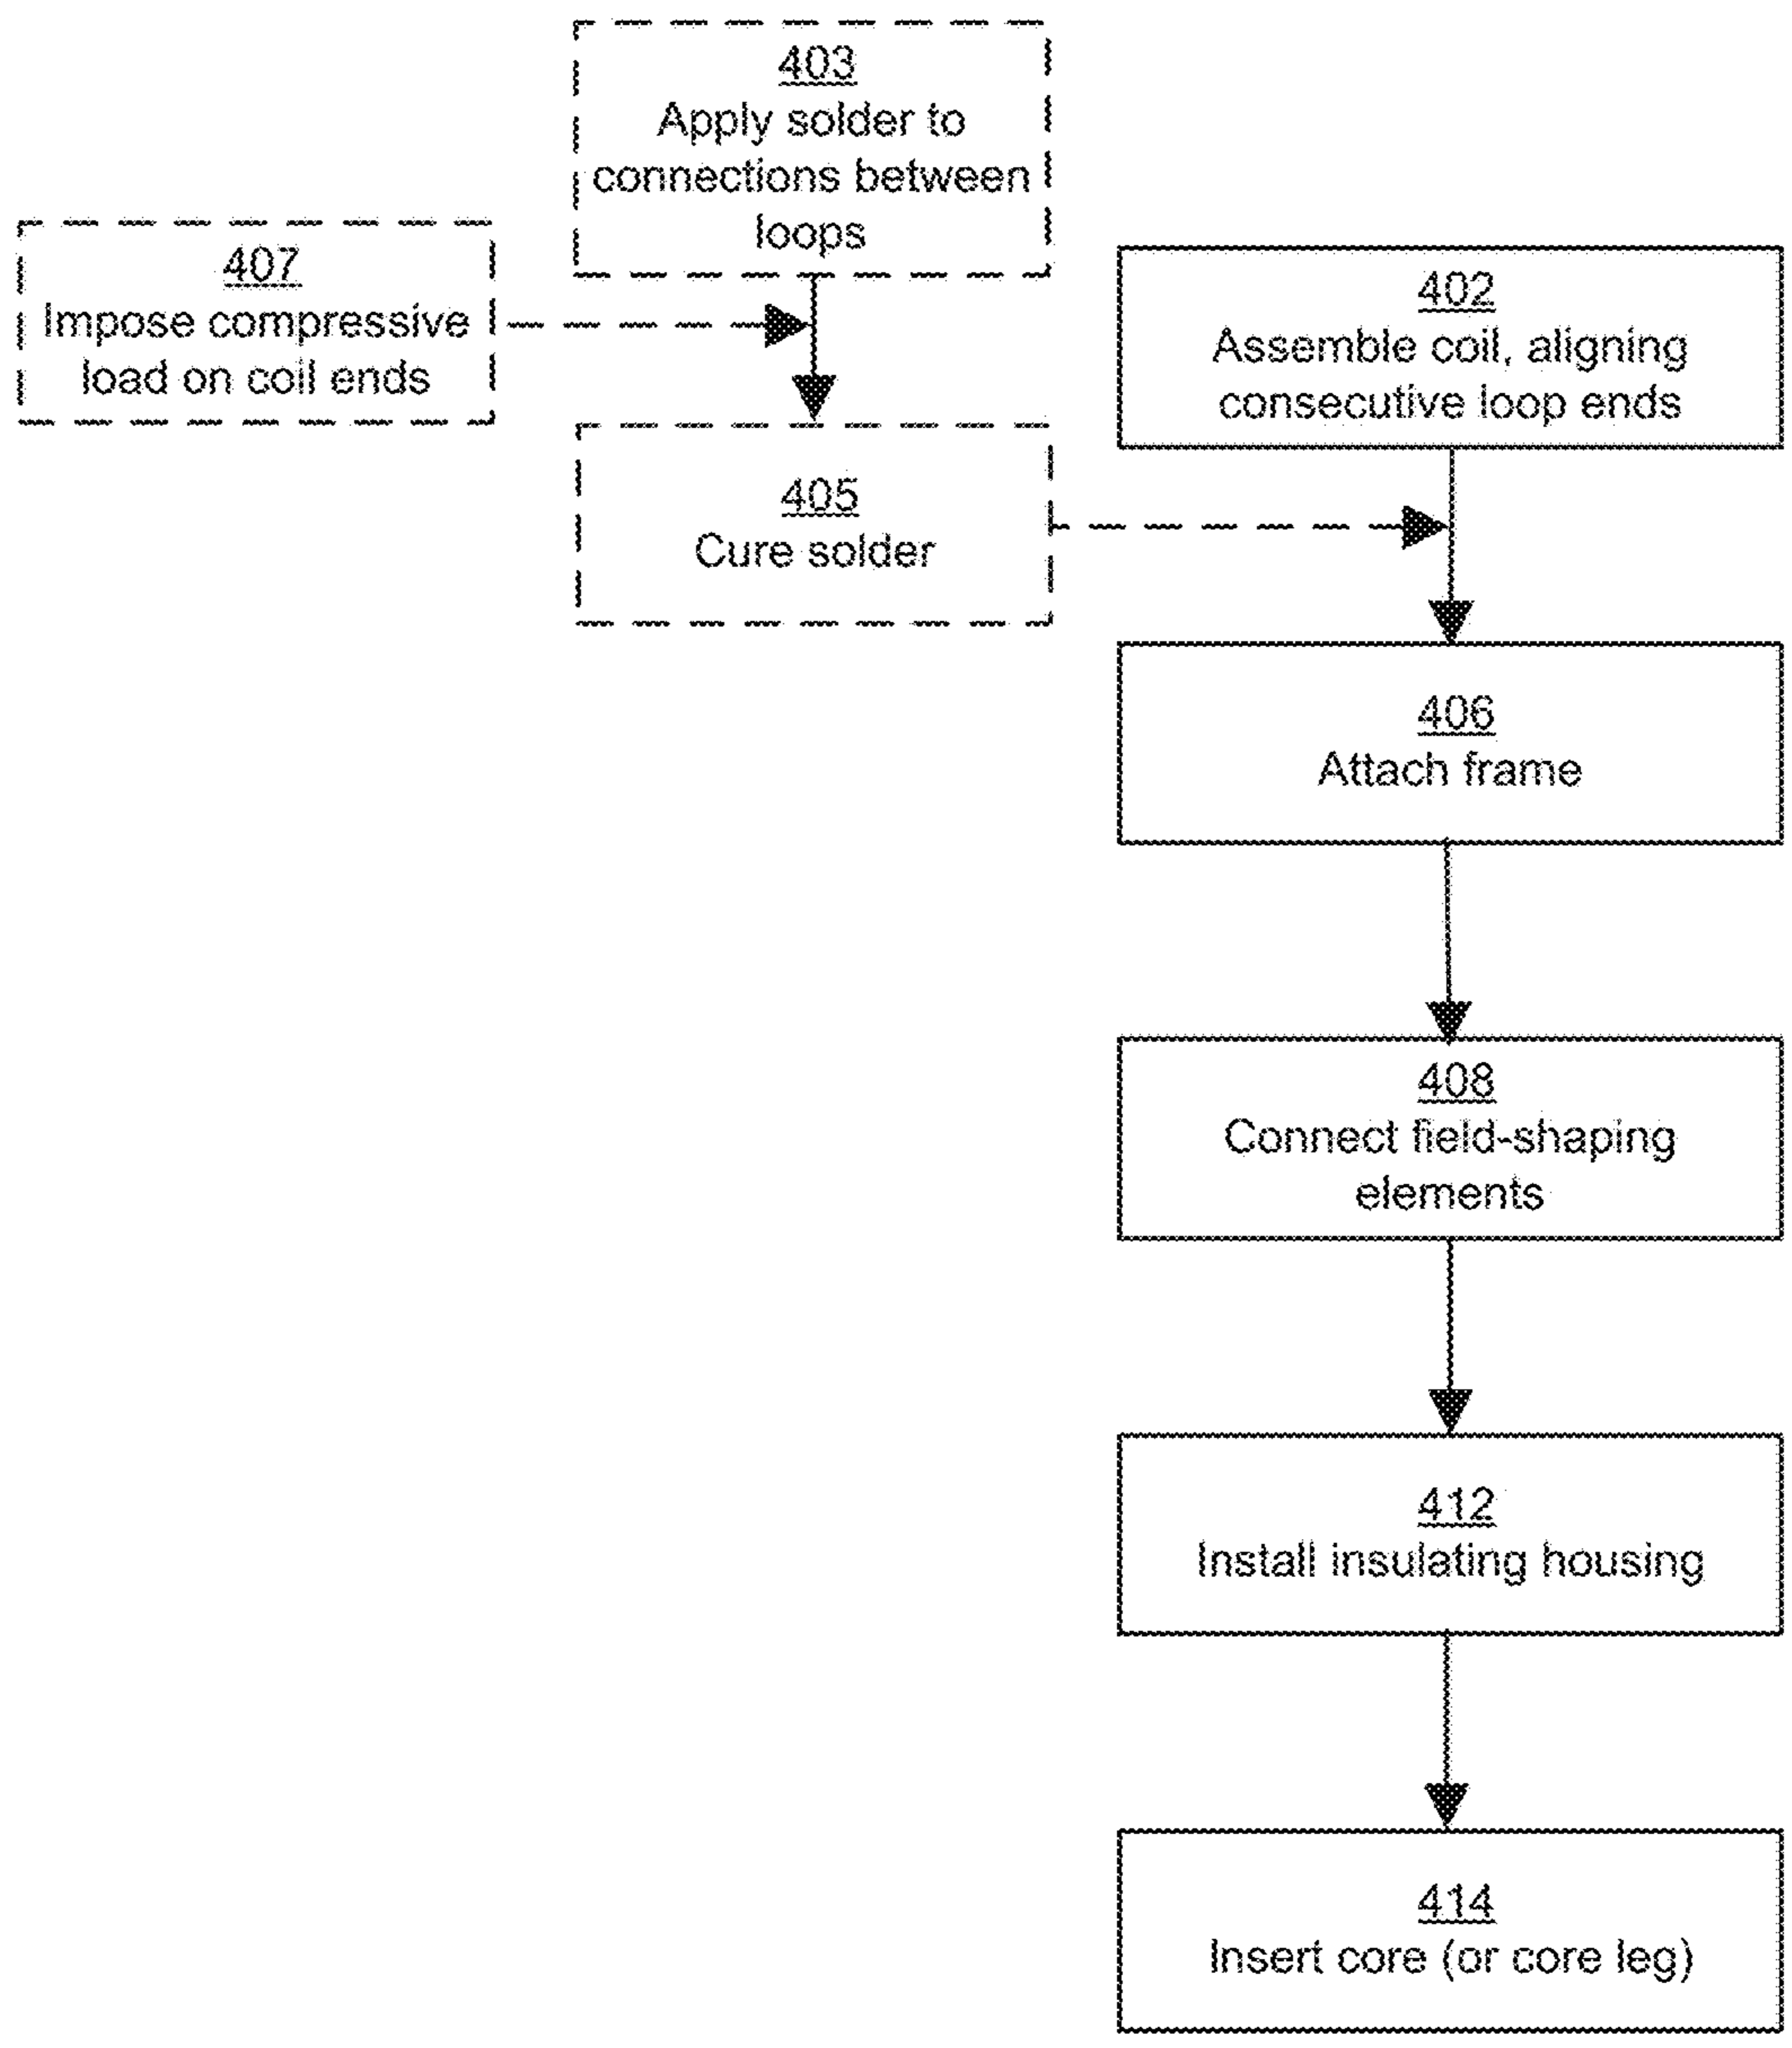 403
Apply solder to
connections between
loops
407
Impose compressive
load on coil ends
402
Assemble coil, aligning
consecutive loop ends
405
Cure solder
406
Attach frame
408
Connect field-shaping
elements
412
Install insulating housing
414
Insert core (or core leg)